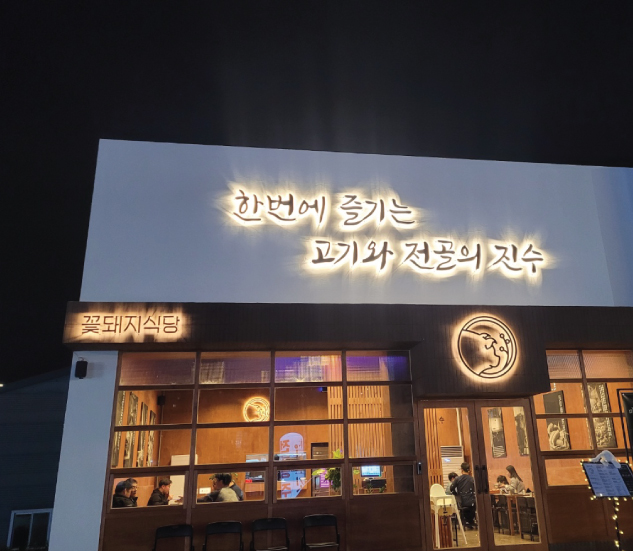 한번에 즐기는
고기와 전골의 진수
꽃돼지식당